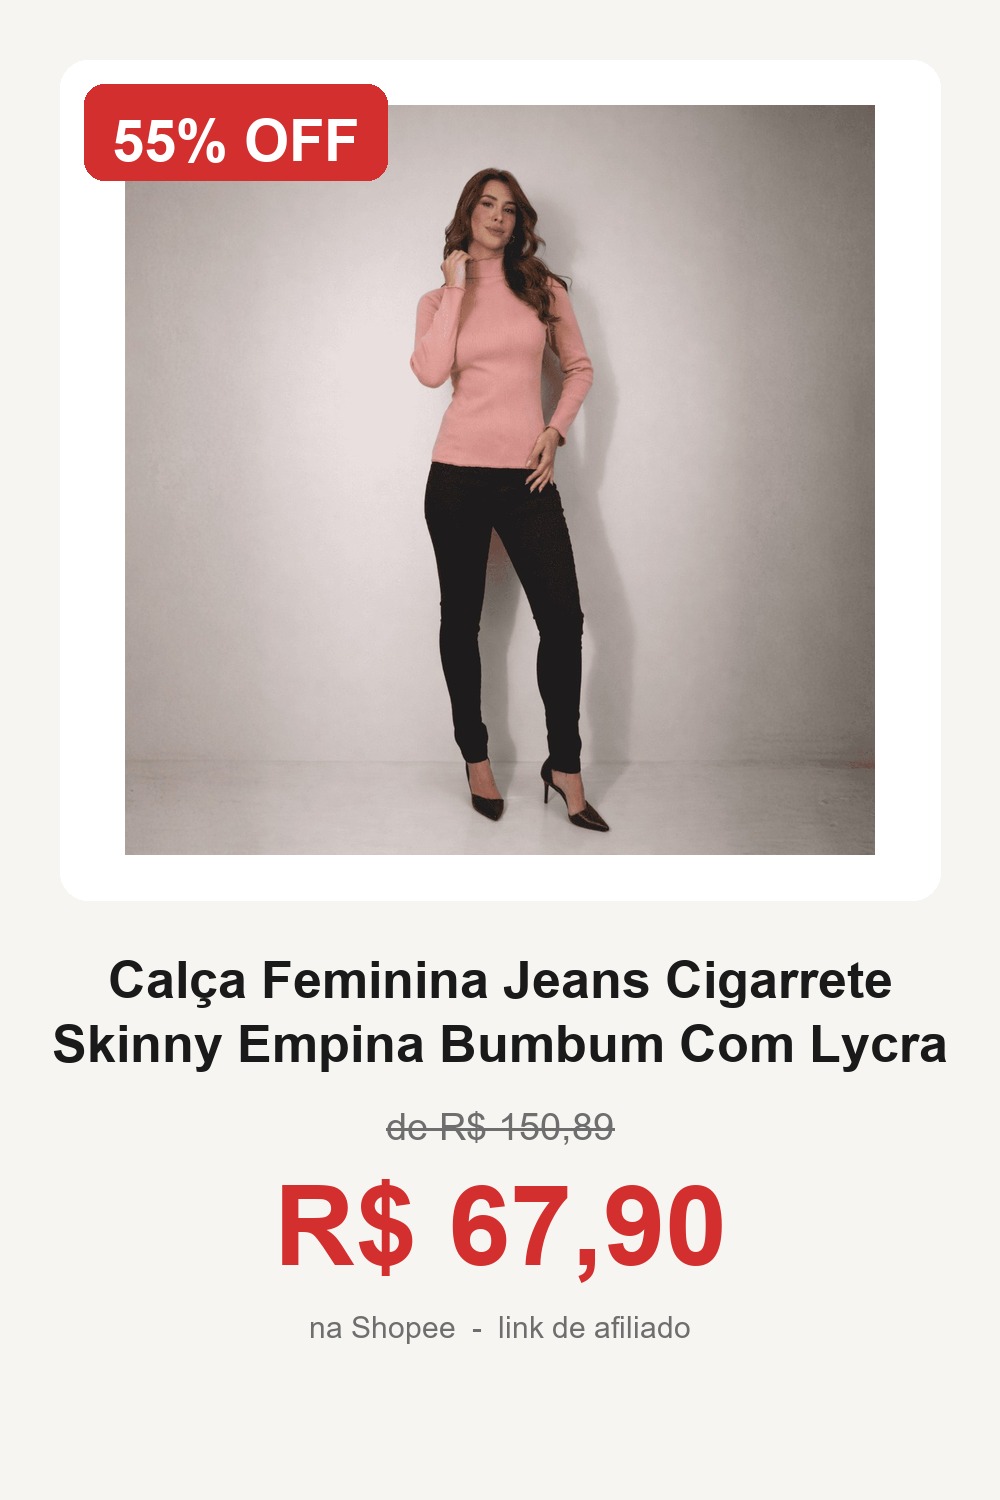 55% OFF
Calça Feminina Jeans Cigarrete
Skinny Empina Bumbum Com Lycra
de R$ 150,89
R$ 67,90
na Shopee - link de afiliado